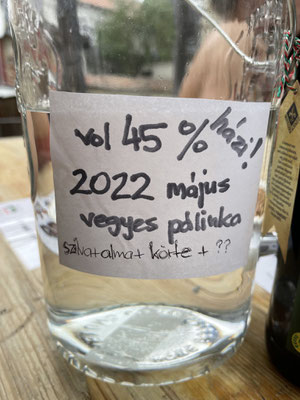 vol 45 % házi!
2022 május
vegyes pálinka
szilva+alma+ körte + ??